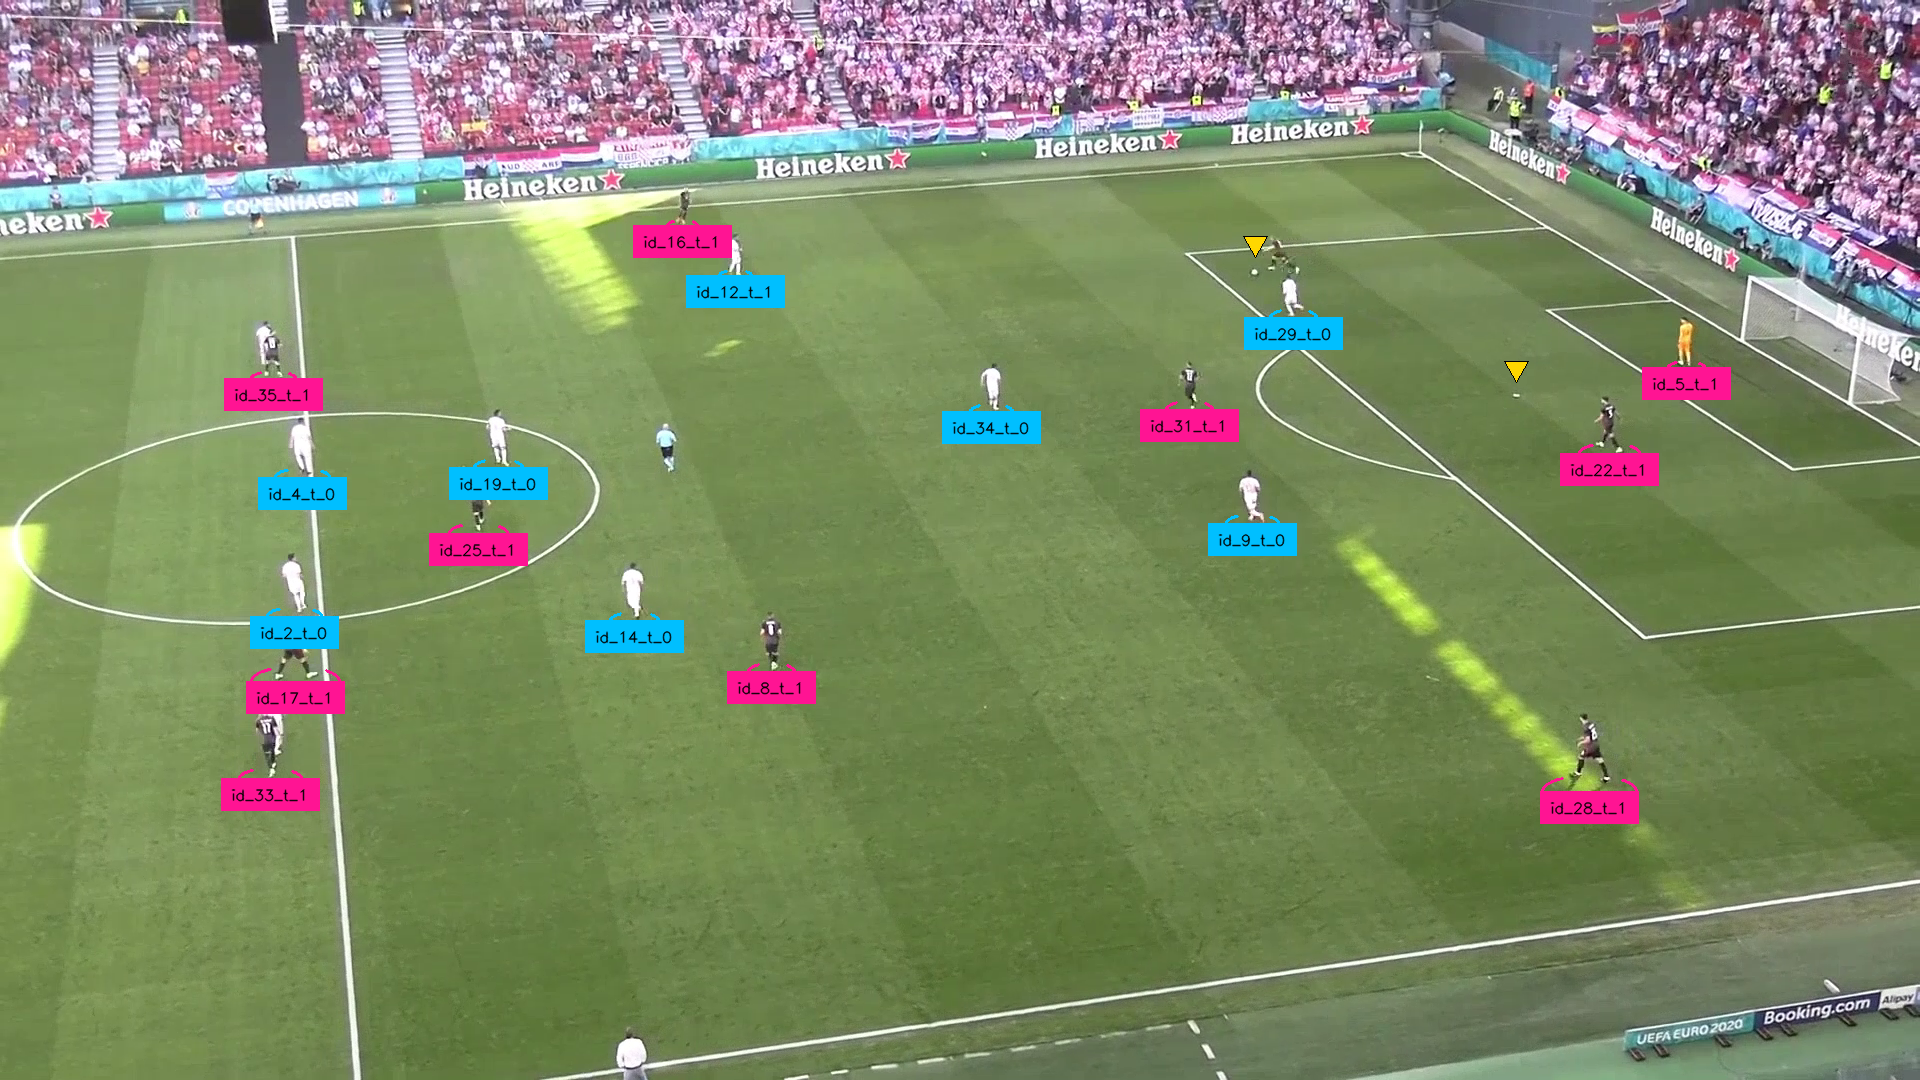 Heineken
Heineken
Heineken
Heineken
eken
COPENHAGEN
Heineken
Heineken
id_16_t_1
id_12_t_1
id_29_t_0
id_5_t_1
id_35_t_1
id_34_t_0
id_31_t_1
id_22_t_1
id_4_t_0
id_19_t_0
id_25_t_1
id_9_t_0
id_2_t_0
id_14_t_0
id_17_t_1
id_8_t_1
id_33_t_1
id_28_t_1
UEFA EURO 2020
Booking.com
Alipay